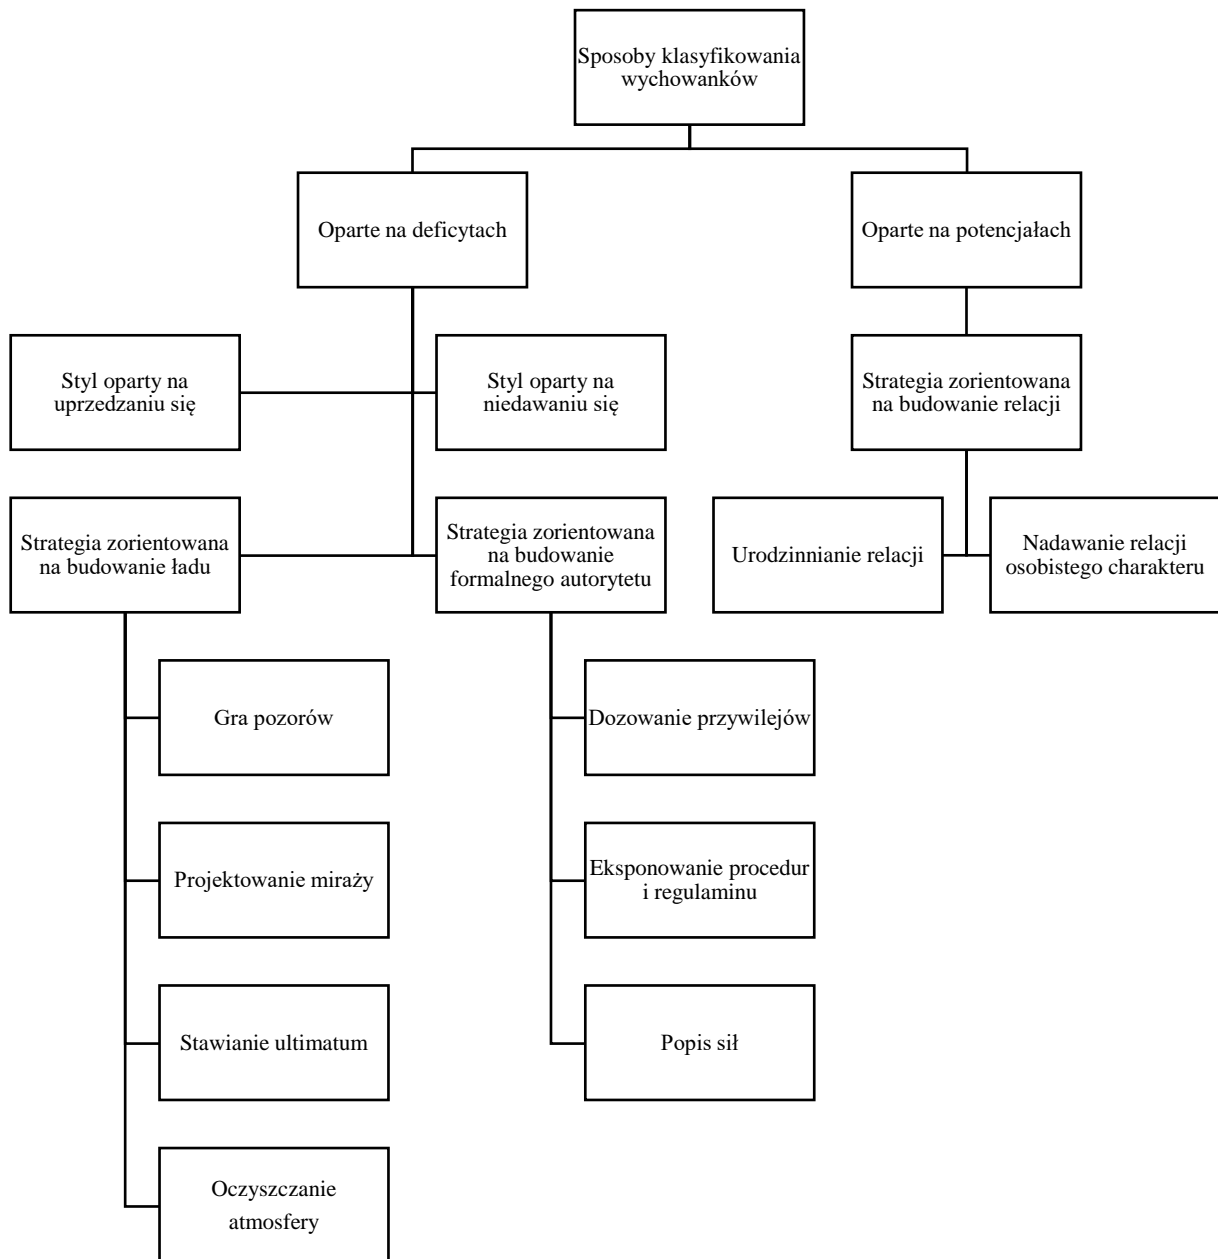 Sposoby klasyfikowania
wychowanków
Oparte na deficytach
Oparte na potencjałach
Styl oparty na
uprzedzaniu się
Styl oparty na
niedawaniu się
Strategia zorientowana
na budowanie relacji
Strategia zorientowana
na budowanie ładu
Strategia zorientowana
na budowanie
formalnego autorytetu
Urodzinnianie relacji
Nadawanie relacji
osobistego charakteru
Gra pozorów
Dozowanie przywilejów
Projektowanie miraży
Eksponowanie procedur
i regulaminu
Stawianie ultimatum
Popis sił
Oczyszczanie
atmosfery